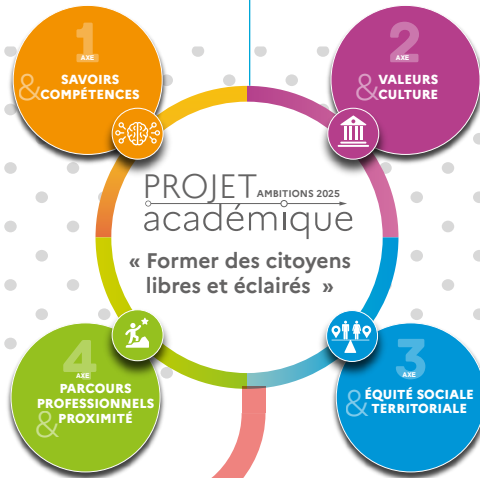 1
AXE
SAVOIRS
& COMPÉTENCES
2
AXE
VALEURS
& CULTURE
PROJET AMBITIONS 2025
académique
« Former des citoyens
libres et éclairés »
4
AXE
PARCOURS
PROFESSIONNELS
& PROXIMITÉ
3
AXE
ÉQUITÉ SOCIALE
& TERRITORIALE